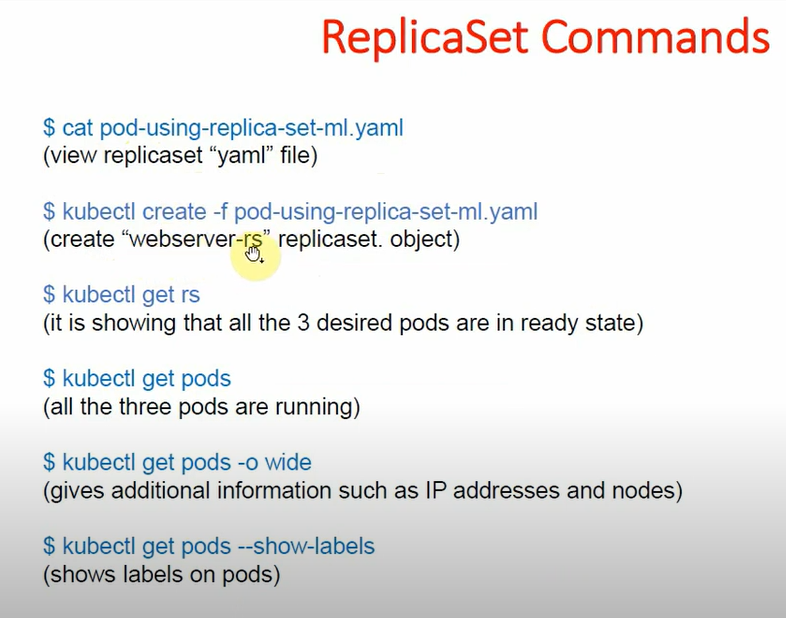 ReplicaSet Commands
$ cat pod-using-replica-set-ml.yaml
(view replicaset “yaml” file)
$ kubectl create -f pod-using-replica-set-ml.yaml
(create “webserver-rs” replicaset. object)
$ kubectl get rs
(it is showing that all the 3 desired pods are in ready state)
$ kubectl get pods
(all the three pods are running)
$ kubectl get pods -o wide
(gives additional information such as IP addresses and nodes)
$ kubectl get pods --show-labels
(shows labels on pods)